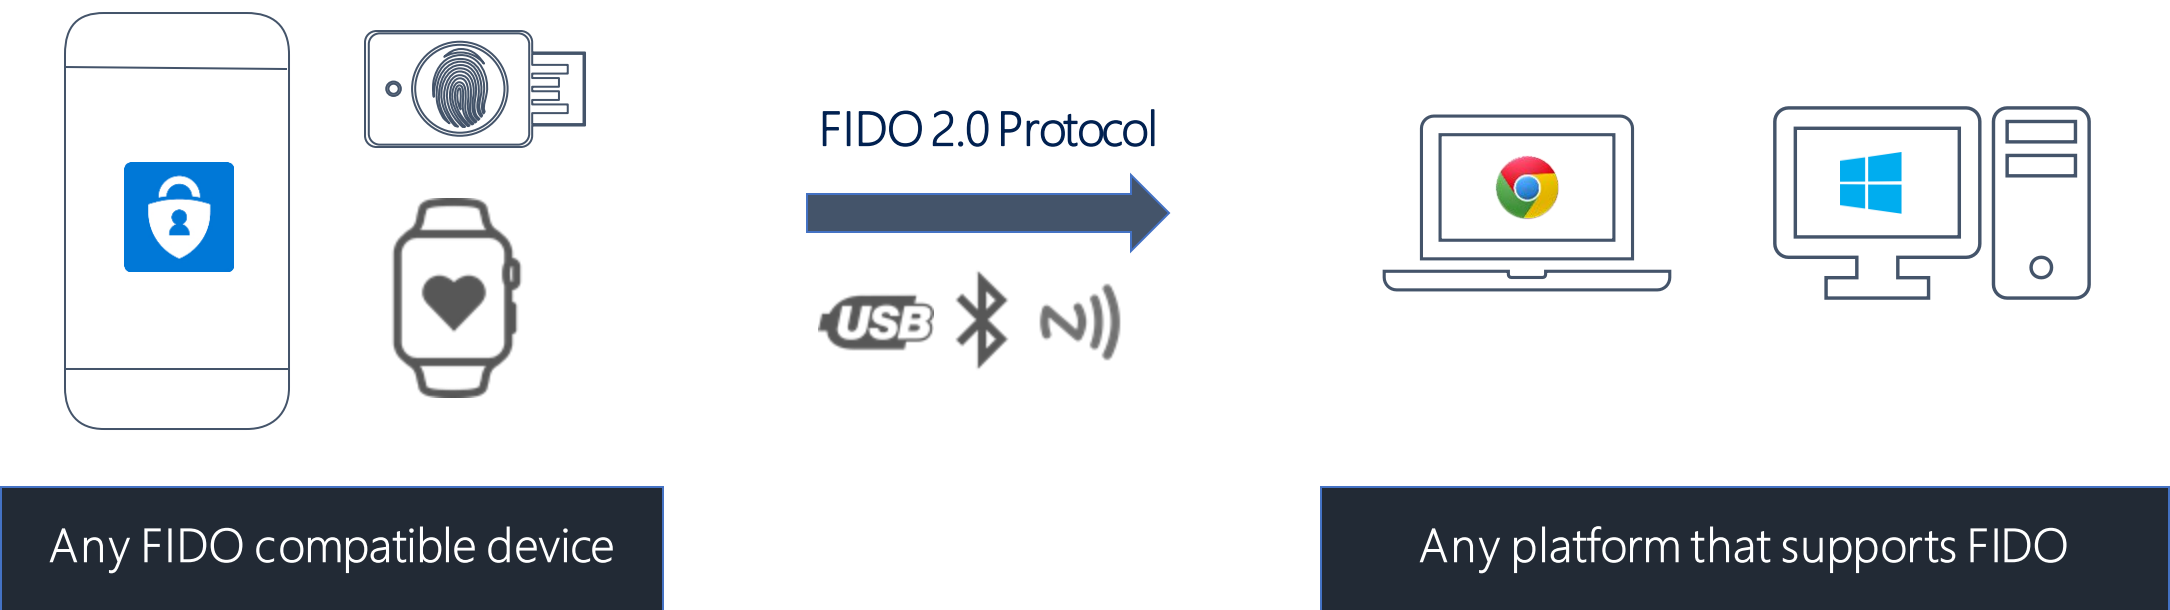 FIDO 2.0 Protocol
USB
Any FIDO compatible device
Any platform that supports FIDO